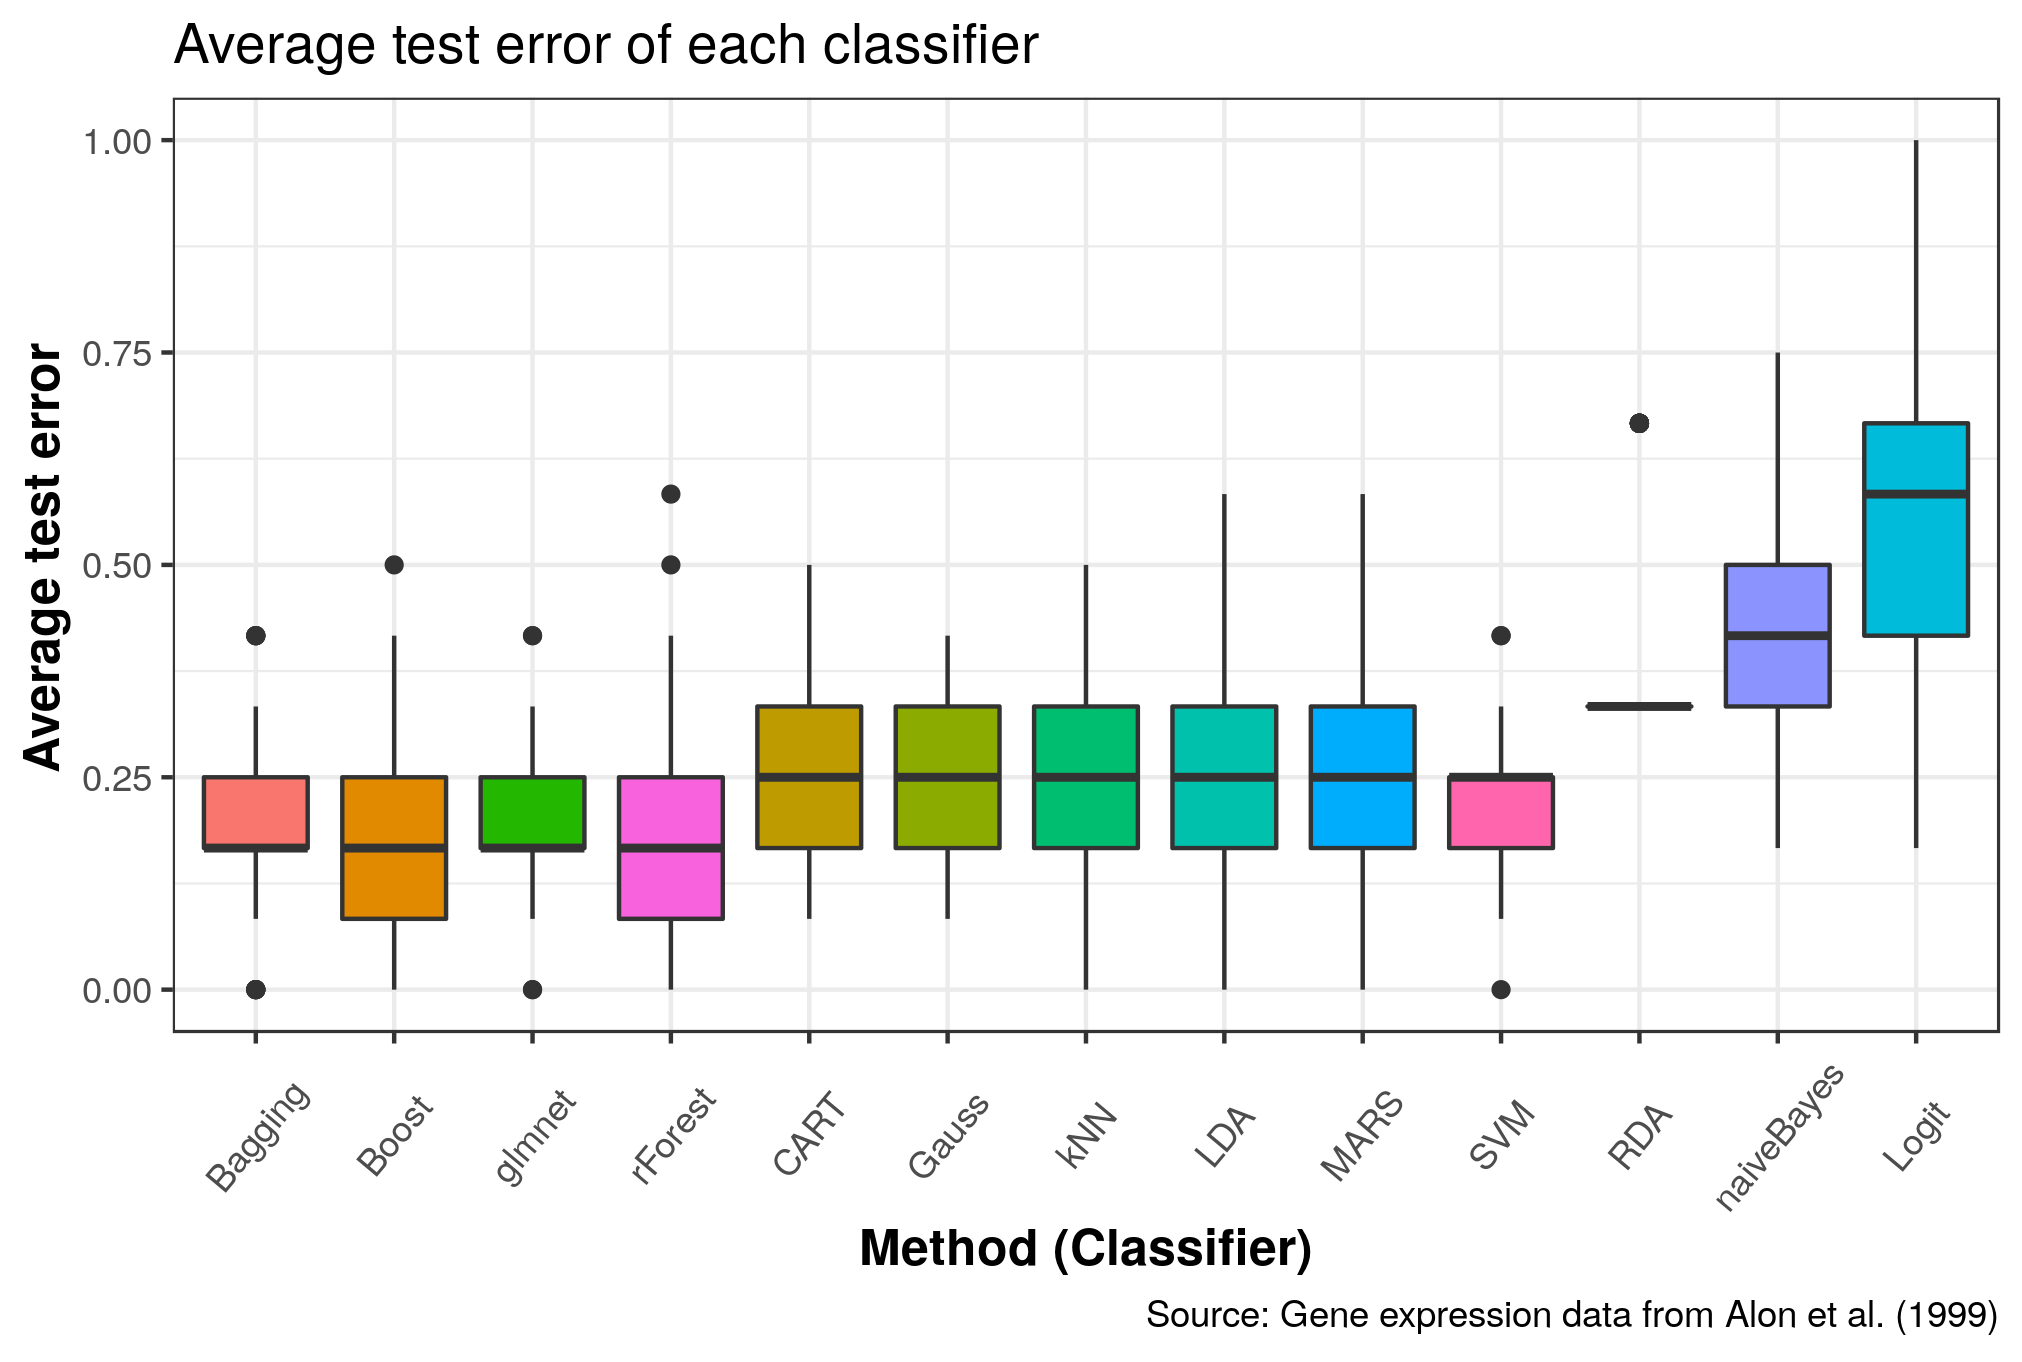 Average test error of each classifier
Average test error
1.00
0.75
0.50
0.25
0.00
Bagging
Boost
glmnet
rForest
CART
Gauss
kNN
LDA
MARS
SVM
RDA
naiveBayes
Logit
Method (Classifier)
Source: Gene expression data from Alon et al. (1999)